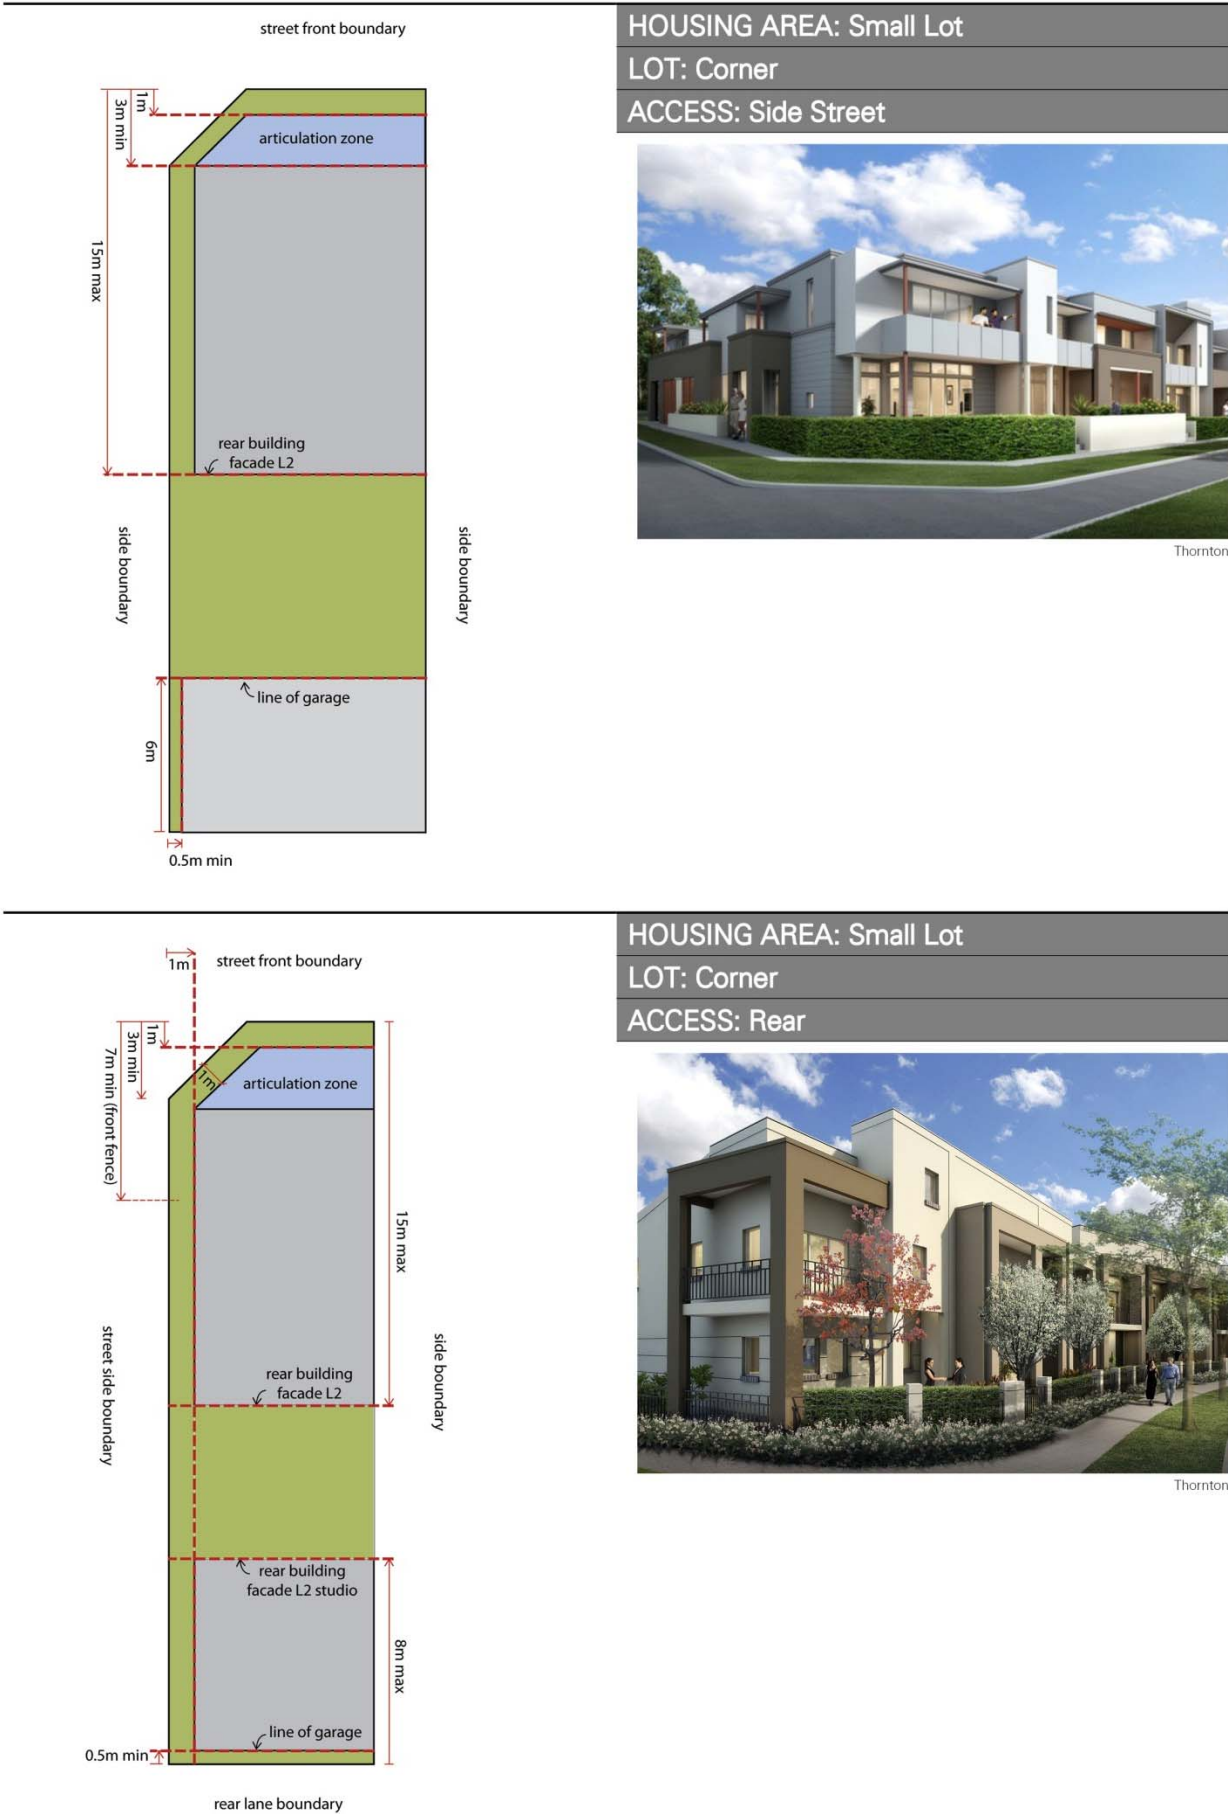 street front boundary
HOUSING AREA: Small Lot
LOT: Corner
ACCESS: Side Street
1m
3m min
15m max
articulation zone
rear building
facade L2
side boundary
side boundary
line of garage
6m
0.5m min
Thornton
HOUSING AREA: Small Lot
LOT: Corner
ACCESS: Rear
1m
street front boundary
1m
3m min
7m min (front fence)
1m
articulation zone
15m max
street side boundary
side boundary
rear building
facade L2
rear building
facade L2 studio
8m max
line of garage
0.5m min
rear lane boundary
Thornton